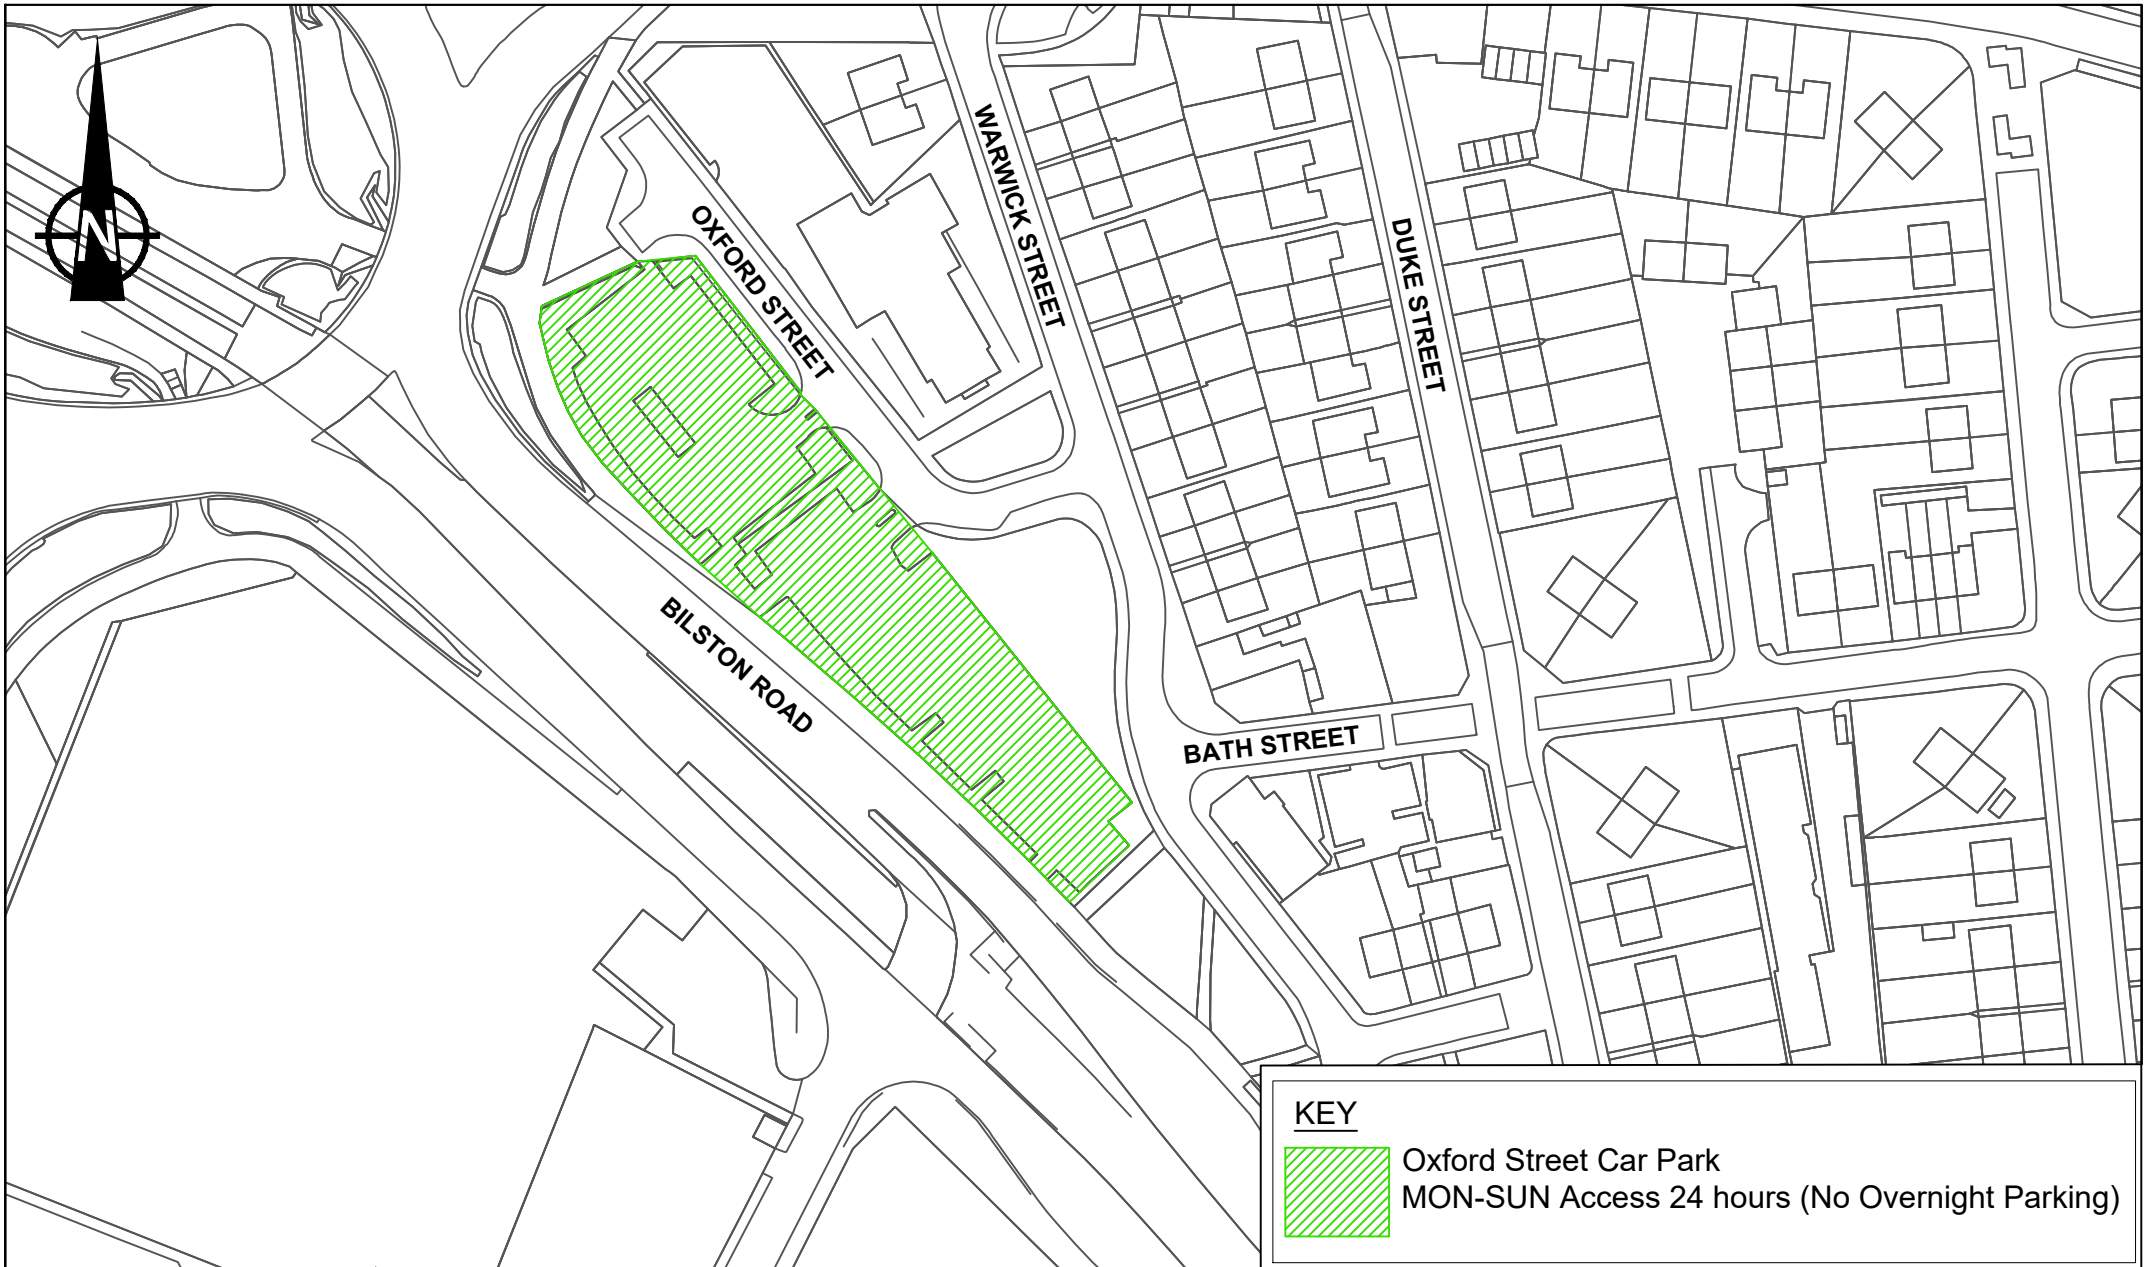 N
OXFORD STREET
WARWICK STREET
DUKE STREET
BILSTON ROAD
BATH STREET
KEY
Oxford Street Car Park
MON-SUN Access 24 hours (No Overnight Parking)